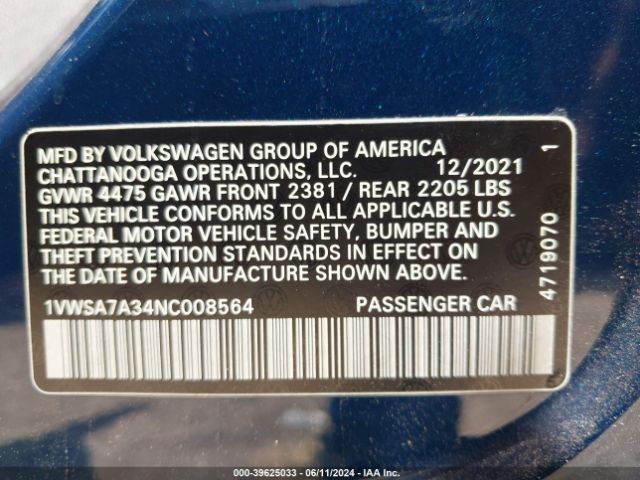 MFD BY VOLKSWAGEN GROUP OF AMERICA
CHATTANOOGA OPERATIONS, LLC. 12/2021
GVWR 4475 GAWR FRONT 2381 / REAR 2205 LBS
THIS VEHICLE CONFORMS TO ALL APPLICABLE U.S.
FEDERAL MOTOR VEHICLE SAFETY, BUMPER AND
THEFT PREVENTION STANDARDS IN EFFECT ON
THE DATE OF MANUFACTURE SHOWN ABOVE.
1VWSA7A34NC008564 PASSENGER CAR
4719070 1
000-39625033 - 06/11/2024 - IAA Inc.